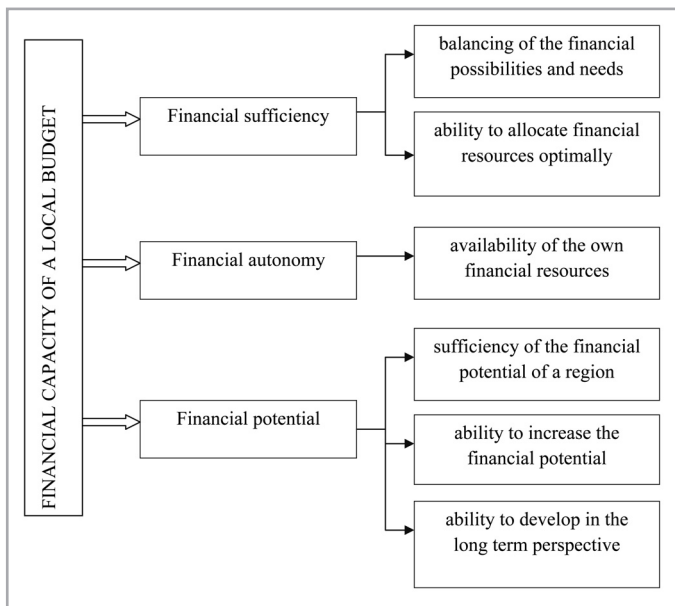 FINANCIAL CAPACITY OF A LOCAL BUDGET
Financial sufficiency
balancing of the financial
possibilities and needs
ability to allocate financial
resources optimally
Financial autonomy
availability of the own
financial resources
Financial potential
sufficiency of the financial
potential of a region
ability to increase the
financial potential
ability to develop in the
long term perspective